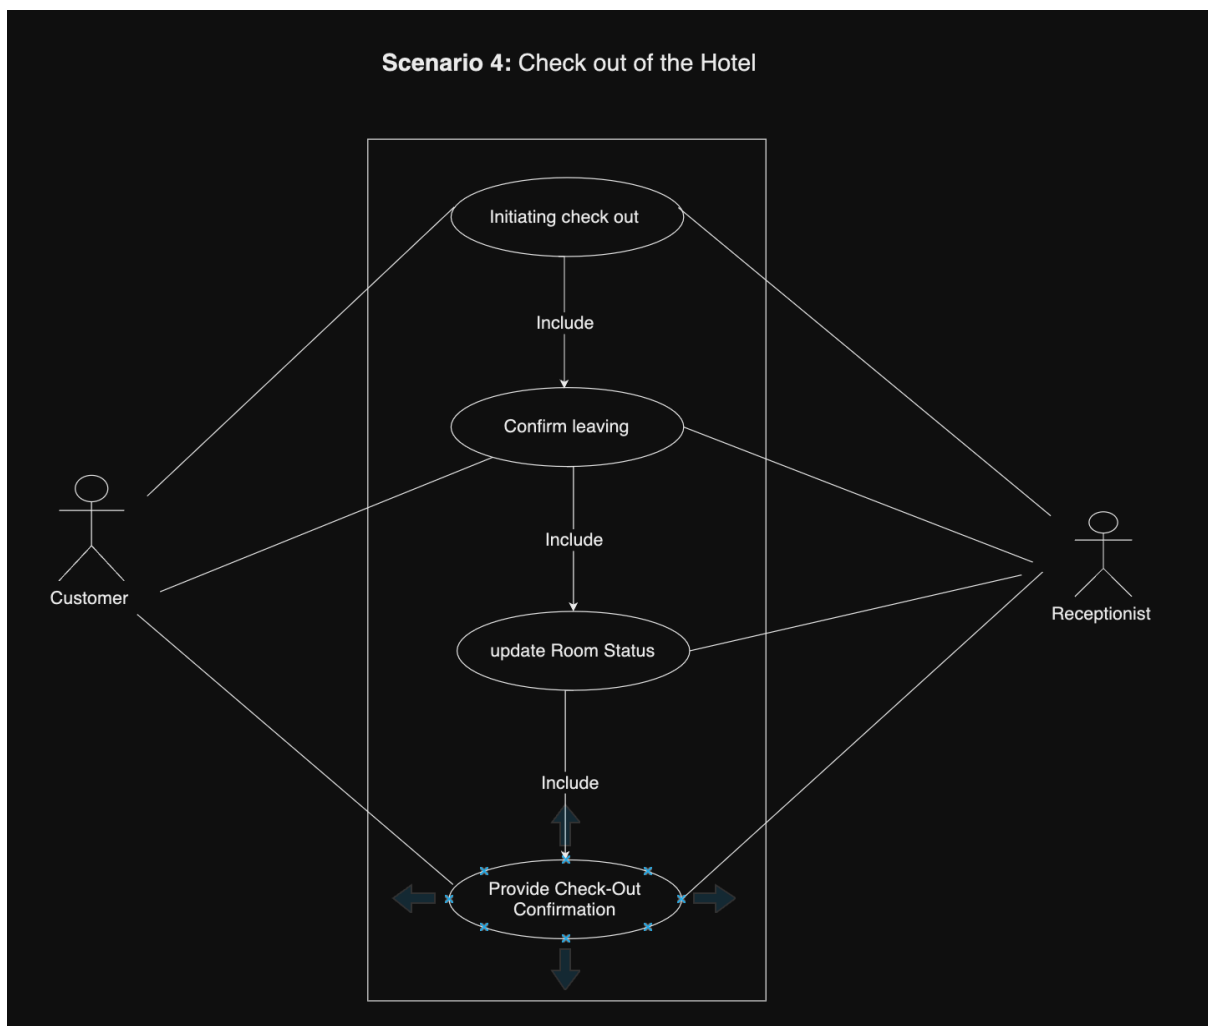 Scenario 4: Check out of the Hotel
Initiating check out
Include
Confirm leaving
Include
Customer
Receptionist
update Room Status
Include
Provide Check-Out
Confirmation